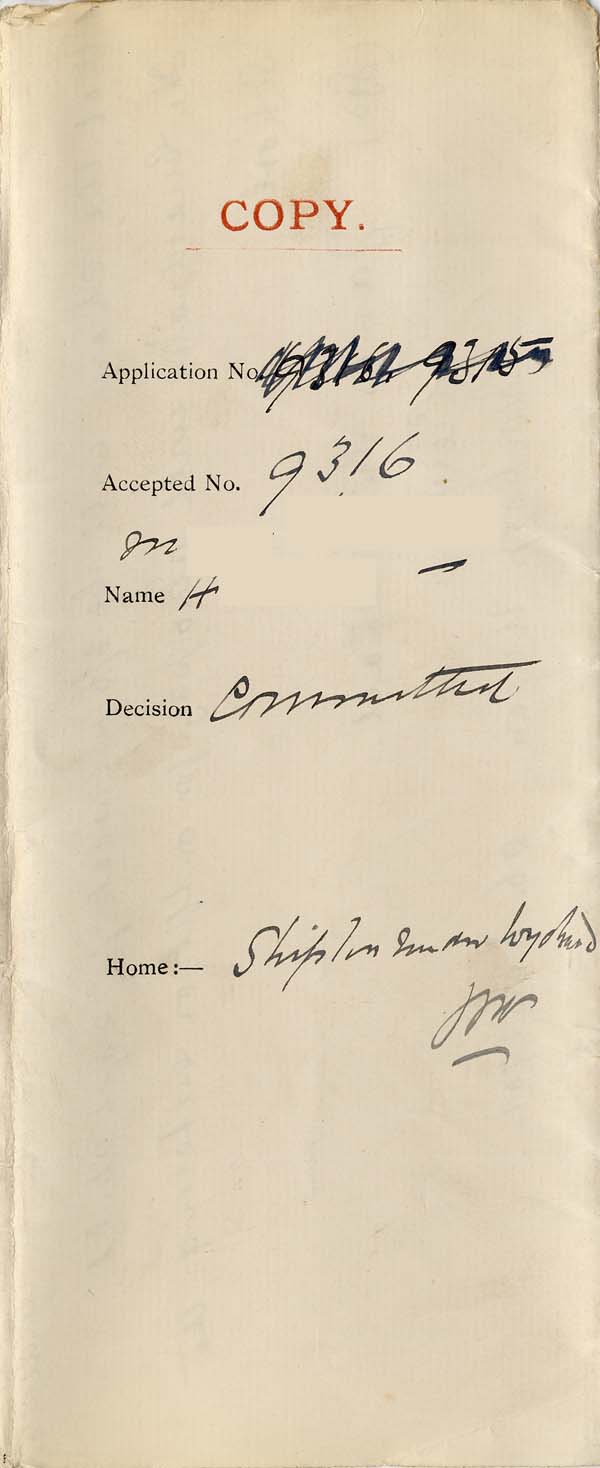 COPY.
Application No.
Accepted No. 9316
M
Name H
Decision Committed
Home:— Shipton under Wychwood